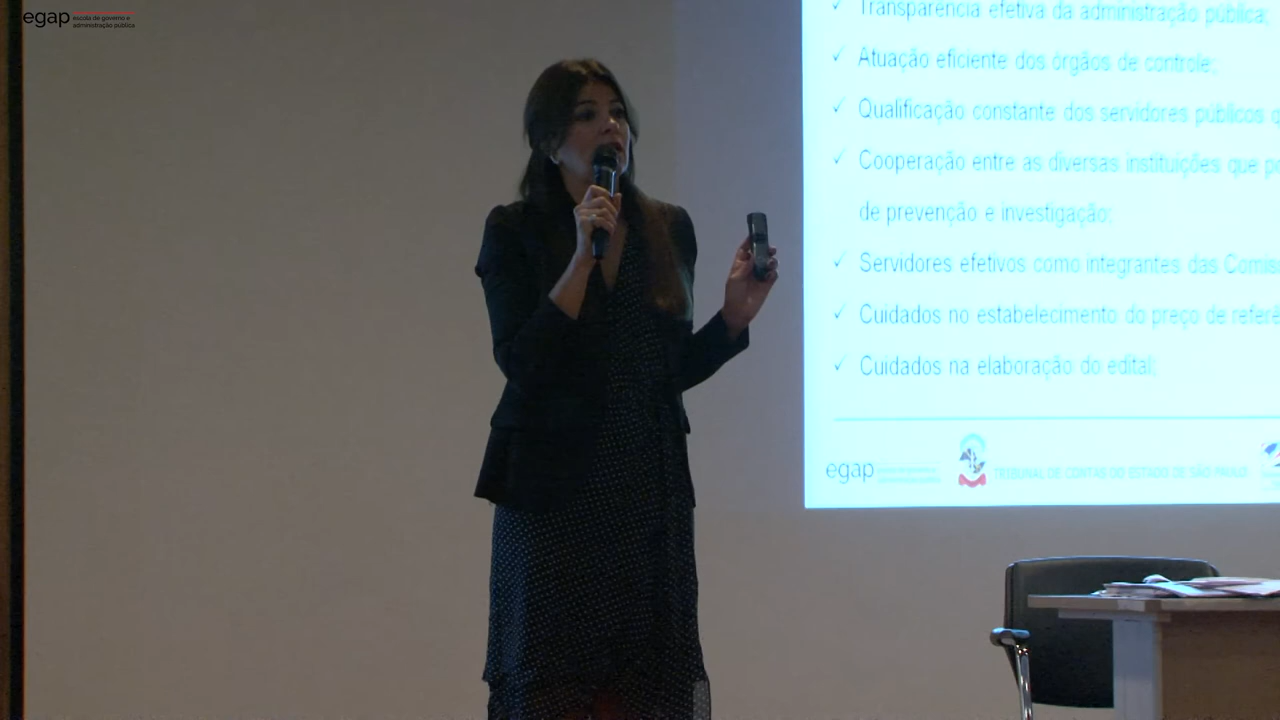 egap escola de governo e
administração pública
Transparência efetiva da administração pública;
Atuação eficiente dos órgãos de controle;
Qualificação constante dos servidores públicos
Cooperação entre as diversas instituições que
de prevenção e investigação;
Servidores efetivos como integrantes das
Cuidados no estabelecimento do preço de
Cuidados na elaboração do edital;
egap
TRIBUNAL DE CONTAS DO ESTADO DE SÃO PAULO